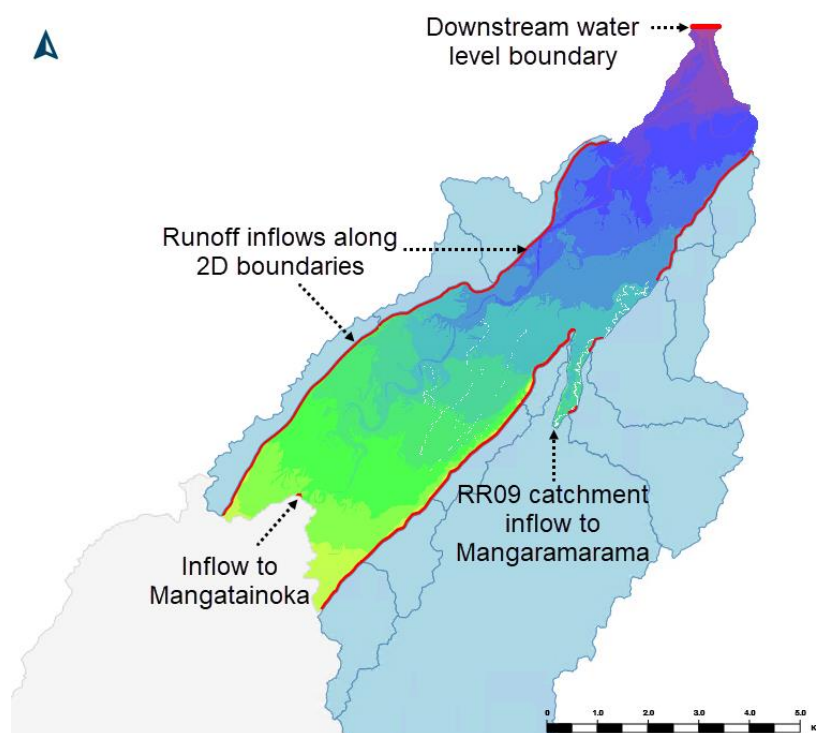 Downstream water
level boundary
Runoff inflows along
2D boundaries
RR09 catchment
inflow to
Mangaramarama
Inflow to
Mangatainoka
0 1.0 2.0 3.0 4.0 5.0
K